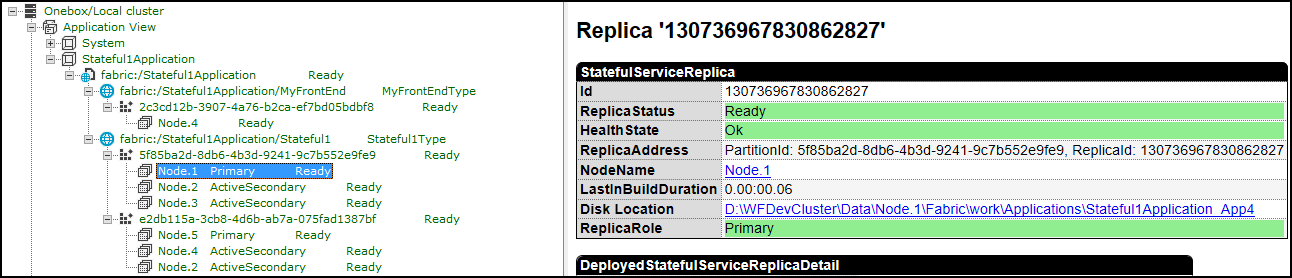 Onebox/Local cluster
Application View
System
Stateful1Application
fabric:/Stateful1Application Ready
fabric:/Stateful1Application/MyFrontEnd MyFrontEndType
2c3cd12b-3907-4a76-b2ca-ef7bd05bdbf8 Ready
Node.4 Ready
fabric:/Stateful1Application/Stateful1 Stateful1Type
5f85ba2d-8db6-4b3d-9241-9c7b552e9fe9 Ready
Node.1 Primary Ready
Node.2 ActiveSecondary Ready
Node.3 ActiveSecondary Ready
e2db115a-3cb8-4d6b-ab7a-075fad1387bf Ready
Node.5 Primary Ready
Node.4 ActiveSecondary Ready
Node.2 ActiveSecondary Ready
Replica '130736967830862827'
StatefulServiceReplica
Id 130736967830862827
ReplicaStatus Ready
HealthState Ok
ReplicaAddress PartitionId: 5f85ba2d-8db6-4b3d-9241-9c7b552e9fe9, ReplicaId: 130736967830862827
NodeName Node.1
LastInBuildDuration 0.00:00.06
Disk Location D:\WFDevCluster\Data\Node.1\Fabric\work\Applications\Stateful1Application_App4
ReplicaRole Primary
DeployedStatefulServiceReplicaDetail